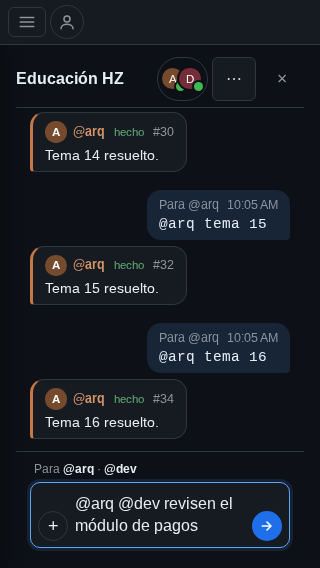 Educación HZ
A D
···
×
A @arq hecho #30
Tema 14 resuelto.
Para @arq 10:05 AM
@arq tema 15
A @arq hecho #32
Tema 15 resuelto.
Para @arq 10:05 AM
@arq tema 16
A @arq hecho #34
Tema 16 resuelto.
Para @arq · @dev
@arq @dev revisen el
módulo de pagos
+